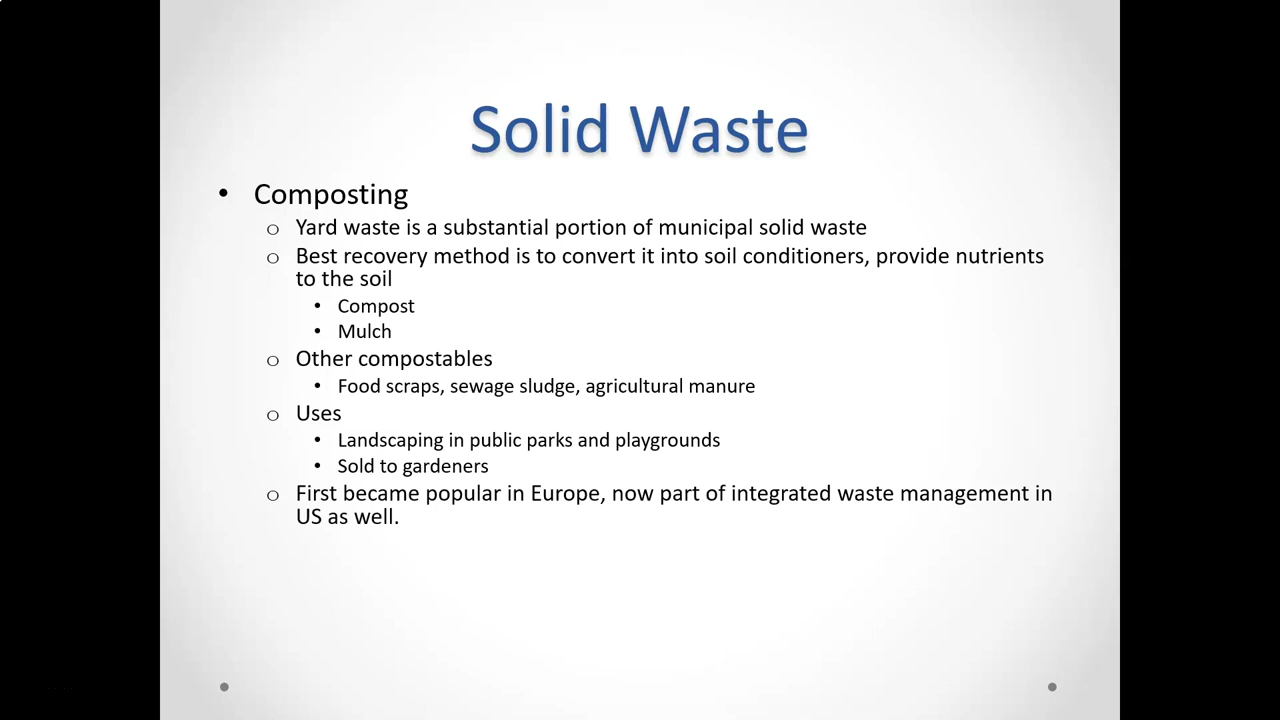 Solid Waste
• Composting
o Yard waste is a substantial portion of municipal solid waste
o Best recovery method is to convert it into soil conditioners, provide nutrients
to the soil
• Compost
• Mulch
o Other compostables
• Food scraps, sewage sludge, agricultural manure
o Uses
• Landscaping in public parks and playgrounds
• Sold to gardeners
o First became popular in Europe, now part of integrated waste management in
US as well.